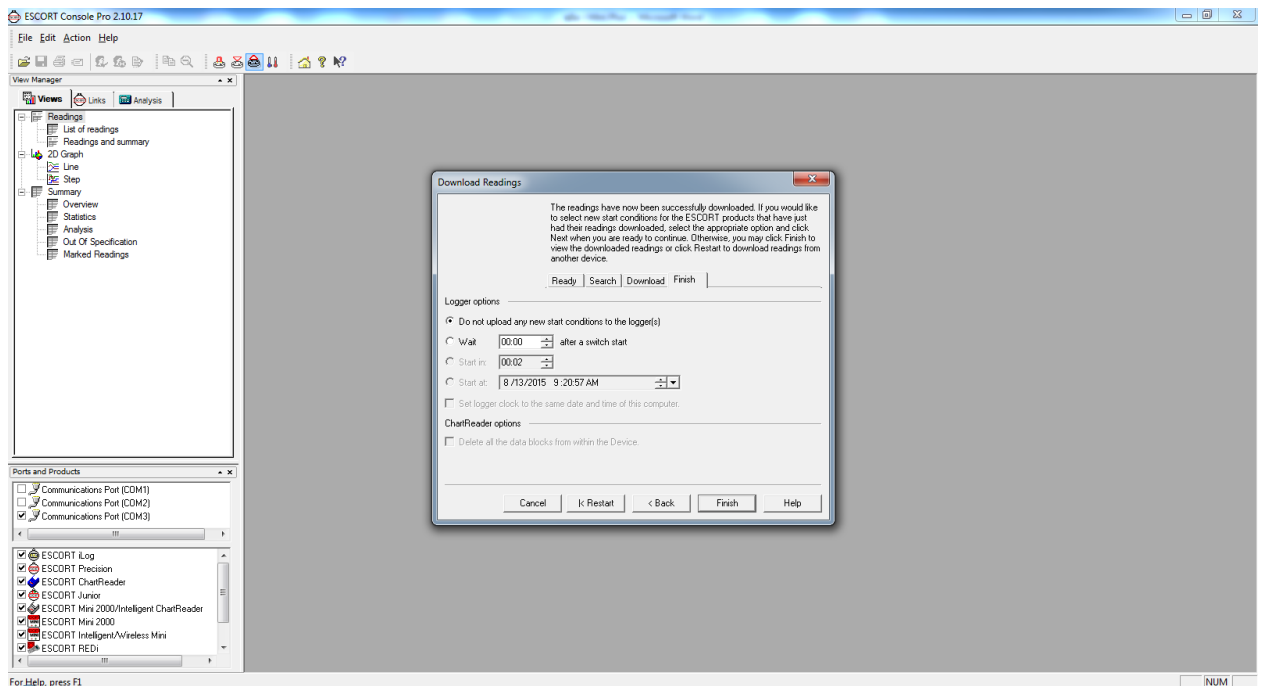 ESCORT Console Pro 2.10.17
File Edit Action Help
View Manager
Views Links Analysis
Readings
List of readings
Readings and summary
2D Graph
Line
Step
Summary
Overview
Statistics
Analysis
Out Of Specification
Marked Readings
Ports and Products
Communications Port (COM1)
Communications Port (COM2)
Communications Port (COM3)
ESCORT iLog
ESCORT Precision
ESCORT ChartReader
ESCORT Junior
ESCORT Mini 2000/Intelligent ChartReader
ESCORT Mini 2000
ESCORT Intelligent/Wireless Mini
ESCORT REDi
Download Readings
The readings have now been successfully downloaded. If you would like
to select new start conditions for the ESCORT products that have just
had their readings downloaded, select the appropriate option and click
Next when you are ready to continue. Otherwise, you may click Finish to
view the downloaded readings or click Restart to download readings from
another device.
Ready Search Download Finish
Logger options
Do not upload any new start conditions to the logger(s)
Wait 00:00 after a switch start
Start in: 00:02
Start at: 8 /13/2015 9 :20:57 AM
Set logger clock to the same date and time of this computer.
ChartReader options
Delete all the data blocks from within the Device.
Cancel |< Restart < Back Finish Help
For Help, press F1
NUM